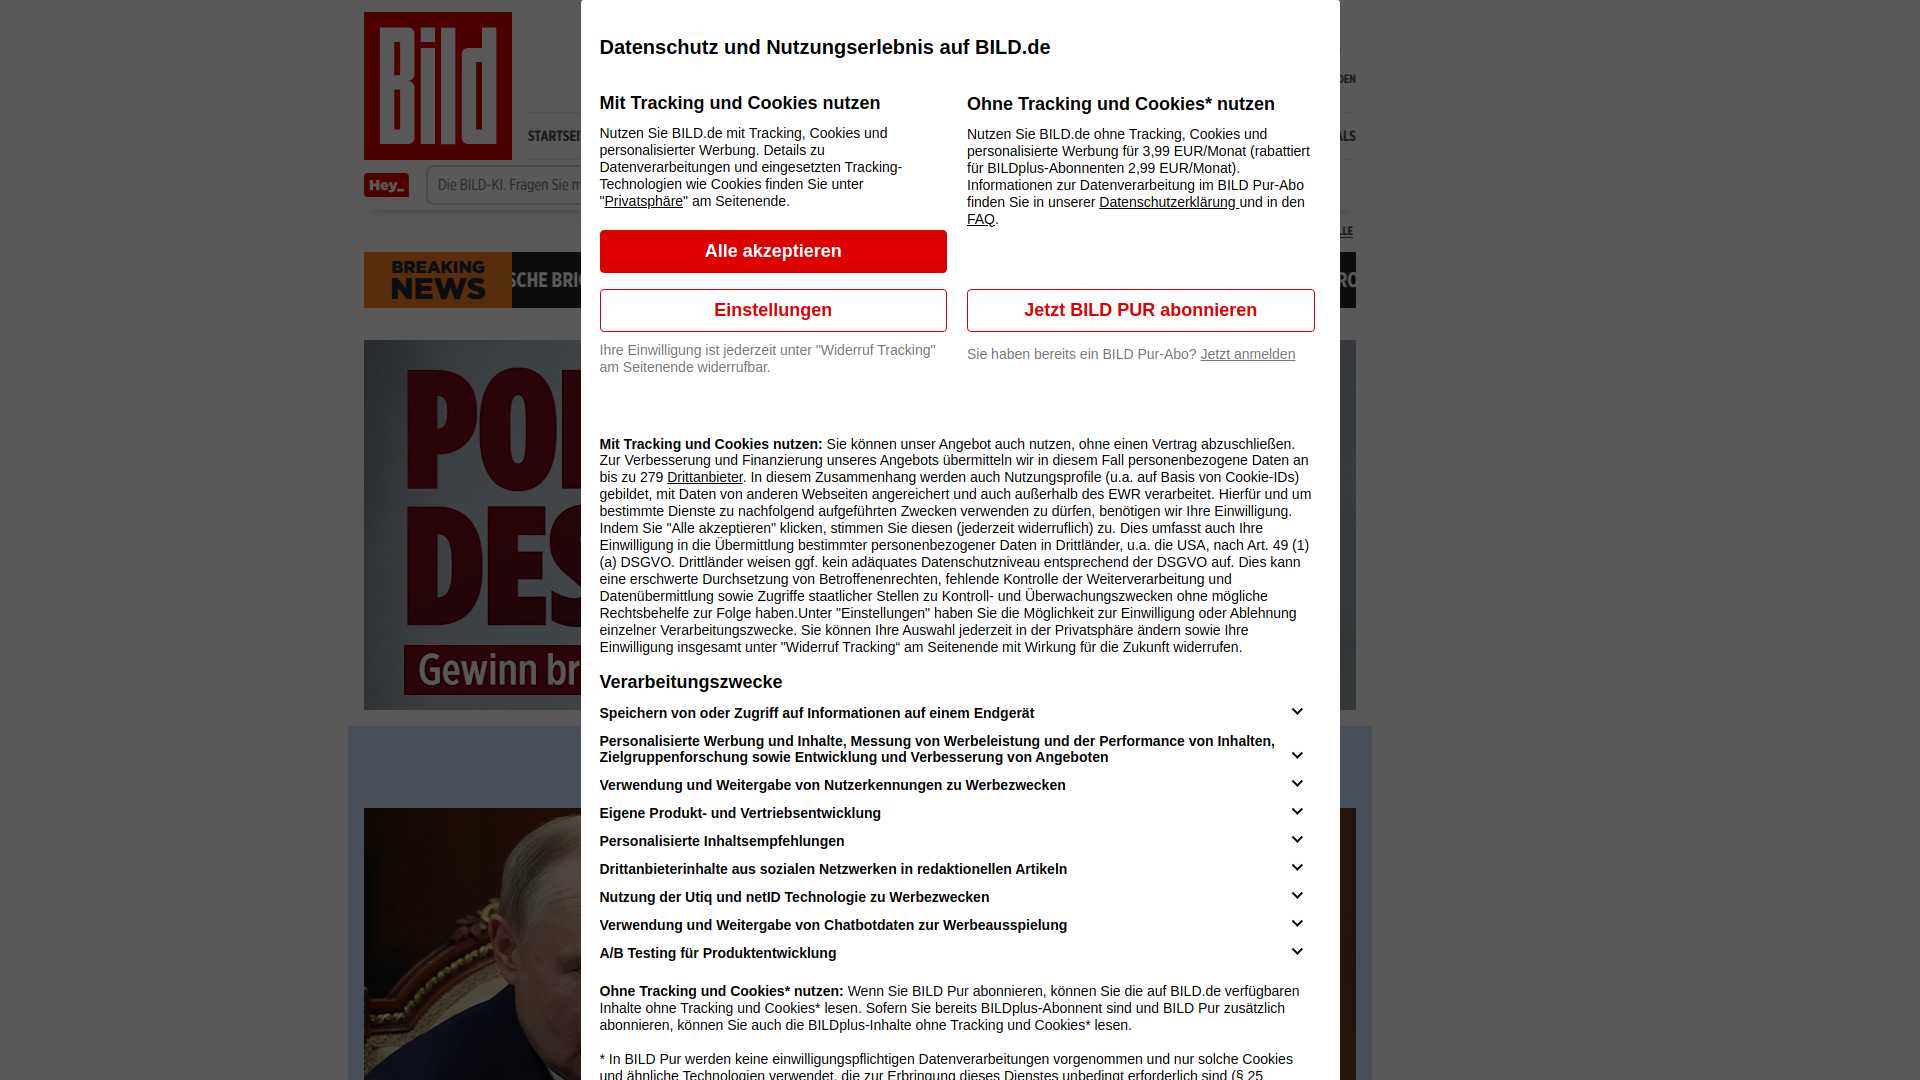 Bild
STARTSEI
Hey_
Die BILD-KI. Fragen Sie m
BREAKING
NEWS
SCHE BRI
DES
Gewinn br
Datenschutz und Nutzungserlebnis auf BILD.de
Mit Tracking und Cookies nutzen
Nutzen Sie BILD.de mit Tracking, Cookies und
personalisierter Werbung. Details zu
Datenverarbeitungen und eingesetzten Tracking-
Technologien wie Cookies finden Sie unter
"Privatsphäre" am Seitenende.
Alle akzeptieren
Einstellungen
Ihre Einwilligung ist jederzeit unter "Widerruf Tracking"
am Seitenende widerrufbar.
Ohne Tracking und Cookies* nutzen
Nutzen Sie BILD.de ohne Tracking, Cookies und
personalisierte Werbung für 3,99 EUR/Monat (rabattiert
für BILDplus-Abonnenten 2,99 EUR/Monat).
Informationen zur Datenverarbeitung im BILD Pur-Abo
finden Sie in unserer Datenschutzerklärung und in den
FAQ.
Jetzt BILD PUR abonnieren
Sie haben bereits ein BILD Pur-Abo? Jetzt anmelden
Mit Tracking und Cookies nutzen: Sie können unser Angebot auch nutzen, ohne einen Vertrag abzuschließen.
Zur Verbesserung und Finanzierung unseres Angebots übermitteln wir in diesem Fall personenbezogene Daten an
bis zu 279 Drittanbieter. In diesem Zusammenhang werden auch Nutzungsprofile (u.a. auf Basis von Cookie-IDs)
gebildet, mit Daten von anderen Webseiten angereichert und auch außerhalb des EWR verarbeitet. Hierfür und um
bestimmte Dienste zu nachfolgend aufgeführten Zwecken verwenden zu dürfen, benötigen wir Ihre Einwilligung.
Indem Sie "Alle akzeptieren" klicken, stimmen Sie diesen (jederzeit widerruflich) zu. Dies umfasst auch Ihre
Einwilligung in die Übermittlung bestimmter personenbezogener Daten in Drittländer, u.a. die USA, nach Art. 49 (1)
(a) DSGVO. Drittländer weisen ggf. kein adäquates Datenschutzniveau entsprechend der DSGVO auf. Dies kann
eine erschwerte Durchsetzung von Betroffenenrechten, fehlende Kontrolle der Weiterverarbeitung und
Datenübermittlung sowie Zugriffe staatlicher Stellen zu Kontroll- und Überwachungszwecken ohne mögliche
Rechtsbehelfe zur Folge haben.Unter "Einstellungen" haben Sie die Möglichkeit zur Einwilligung oder Ablehnung
einzelner Verarbeitungszwecke. Sie können Ihre Auswahl jederzeit in der Privatsphäre ändern sowie Ihre
Einwilligung insgesamt unter "Widerruf Tracking“ am Seitenende mit Wirkung für die Zukunft widerrufen.
Verarbeitungszwecke
Speichern von oder Zugriff auf Informationen auf einem Endgerät
Personalisierte Werbung und Inhalte, Messung von Werbeleistung und der Performance von Inhalten,
Zielgruppenforschung sowie Entwicklung und Verbesserung von Angeboten
Verwendung und Weitergabe von Nutzerkennungen zu Werbezwecken
Eigene Produkt- und Vertriebsentwicklung
Personalisierte Inhaltsempfehlungen
Drittanbieterinhalte aus sozialen Netzwerken in redaktionellen Artikeln
Nutzung der Utiq und netID Technologie zu Werbezwecken
Verwendung und Weitergabe von Chatbotdaten zur Werbeausspielung
A/B Testing für Produktentwicklung
Ohne Tracking und Cookies* nutzen: Wenn Sie BILD Pur abonnieren, können Sie die auf BILD.de verfügbaren
Inhalte ohne Tracking und Cookies* lesen. Sofern Sie bereits BILDplus-Abonnent sind und BILD Pur zusätzlich
abonnieren, können Sie auch die BILDplus-Inhalte ohne Tracking und Cookies* lesen.
* In BILD Pur werden keine einwilligungspflichtigen Datenverarbeitungen vorgenommen und nur solche Cookies
und ähnliche Technologien verwendet, die zur Erbringung dieses Dienstes unbedingt erforderlich sind (§ 25